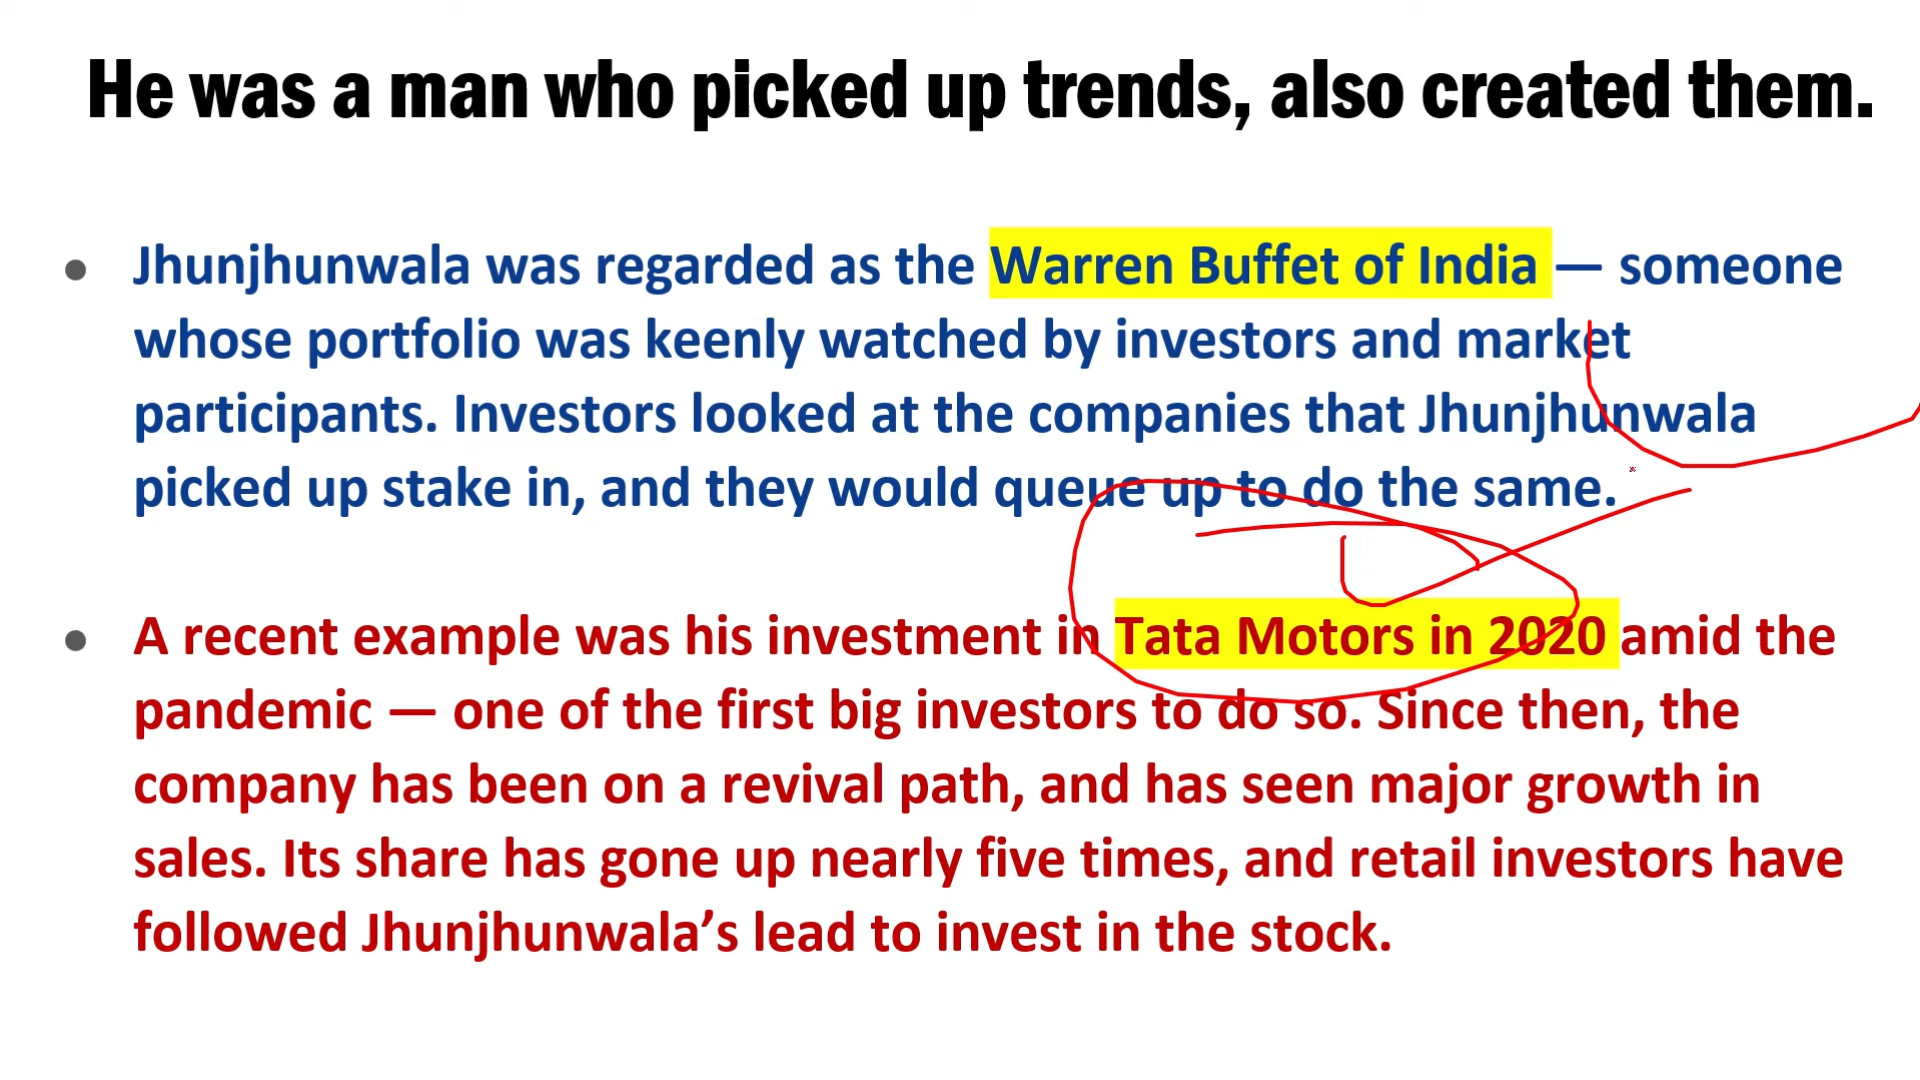 He was a man who picked up trends, also created them.
● Jhunjhunwala was regarded as the Warren Buffet of India — someone
whose portfolio was keenly watched by investors and market
participants. Investors looked at the companies that Jhunjhunwala
picked up stake in, and they would queue up to do the same.
● A recent example was his investment in Tata Motors in 2020 amid the
pandemic — one of the first big investors to do so. Since then, the
company has been on a revival path, and has seen major growth in
sales. Its share has gone up nearly five times, and retail investors have
followed Jhunjhunwala’s lead to invest in the stock.